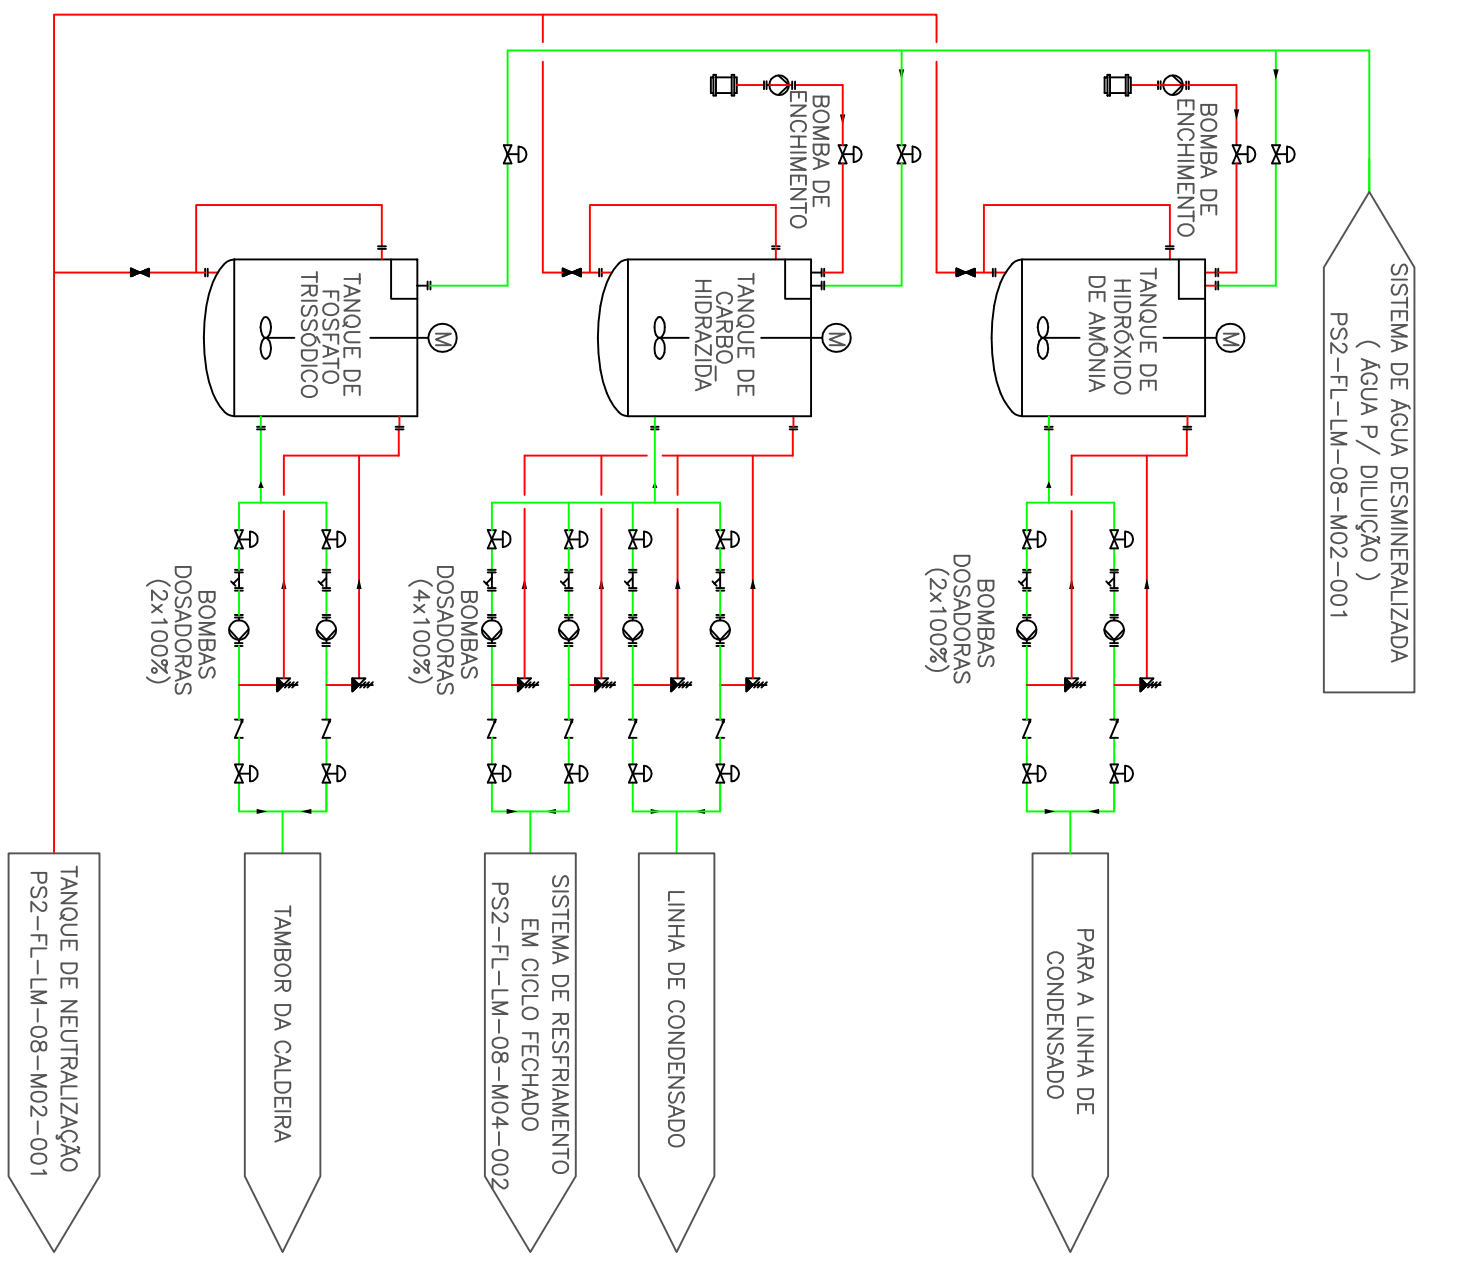 SISTEMA DE ÁGUA DESMINERALIZADA
( ÁGUA P/ DILUIÇÃO )
PS2-FL-LM-08-M02-001
BOMBA DE
ENCHIMENTO
TANQUE DE
HIDRÓXIDO
DE AMÔNIA
M
BOMBAS
DOSADORAS
(2x100%)
PARA A LINHA DE
CONDENSADO
BOMBA DE
ENCHIMENTO
TANQUE DE
CARBO_
HIDRAZIDA
M
BOMBAS
DOSADORAS
(4x100%)
LINHA DE CONDENSADO
SISTEMA DE RESFRIAMENTO
EM CICLO FECHADO
PS2-FL-LM-08-M04-002
TANQUE DE
FOSFATO
TRISSÓDICO
M
BOMBAS
DOSADORAS
(2x100%)
TAMBOR DA CALDEIRA
TANQUE DE NEUTRALIZAÇÃO
PS2-FL-LM-08-M02-001